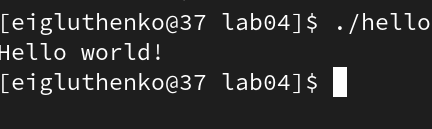 [eigluthenko@37 lab04]$ ./hello
Hello world!
[eigluthenko@37 lab04]$